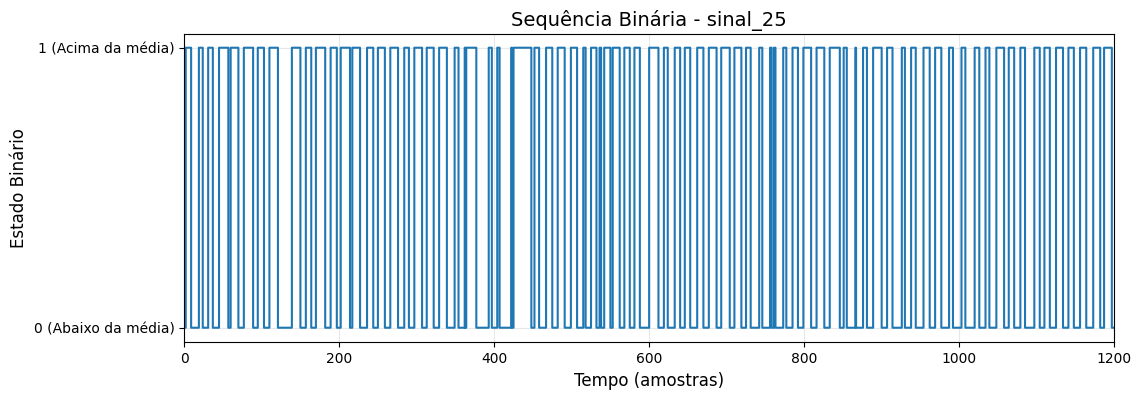 Sequência Binária - sinal_25
1 (Acima da média)
Estado Binário
0 (Abaixo da média)
0 200 400 600 800 1000 1200
Tempo (amostras)